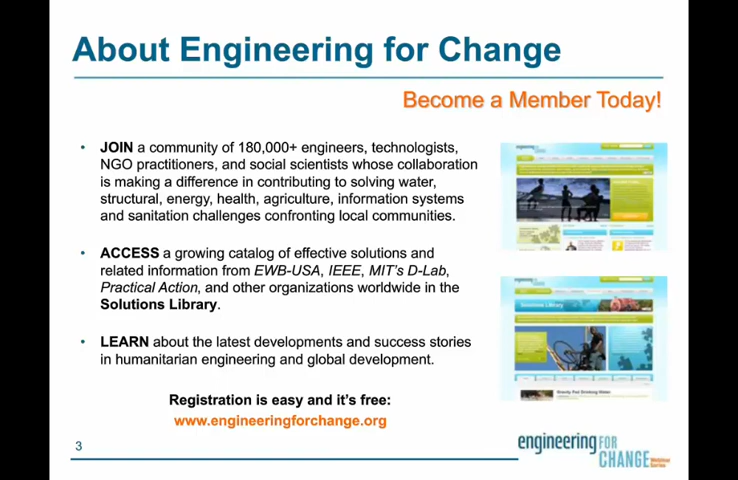 About Engineering for Change
Become a Member Today!
• JOIN a community of 180,000+ engineers, technologists,
NGO practitioners, and social scientists whose collaboration
is making a difference in contributing to solving water,
structural, energy, health, agriculture, information systems
and sanitation challenges confronting local communities.
• ACCESS a growing catalog of effective solutions and
related information from EWB-USA, IEEE, MIT's D-Lab,
Practical Action, and other organizations worldwide in the
Solutions Library.
• LEARN about the latest developments and success stories
in humanitarian engineering and global development.
Registration is easy and it's free:
www.engineeringforchange.org
3
engineering FOR
CHANGE Webinar
Series